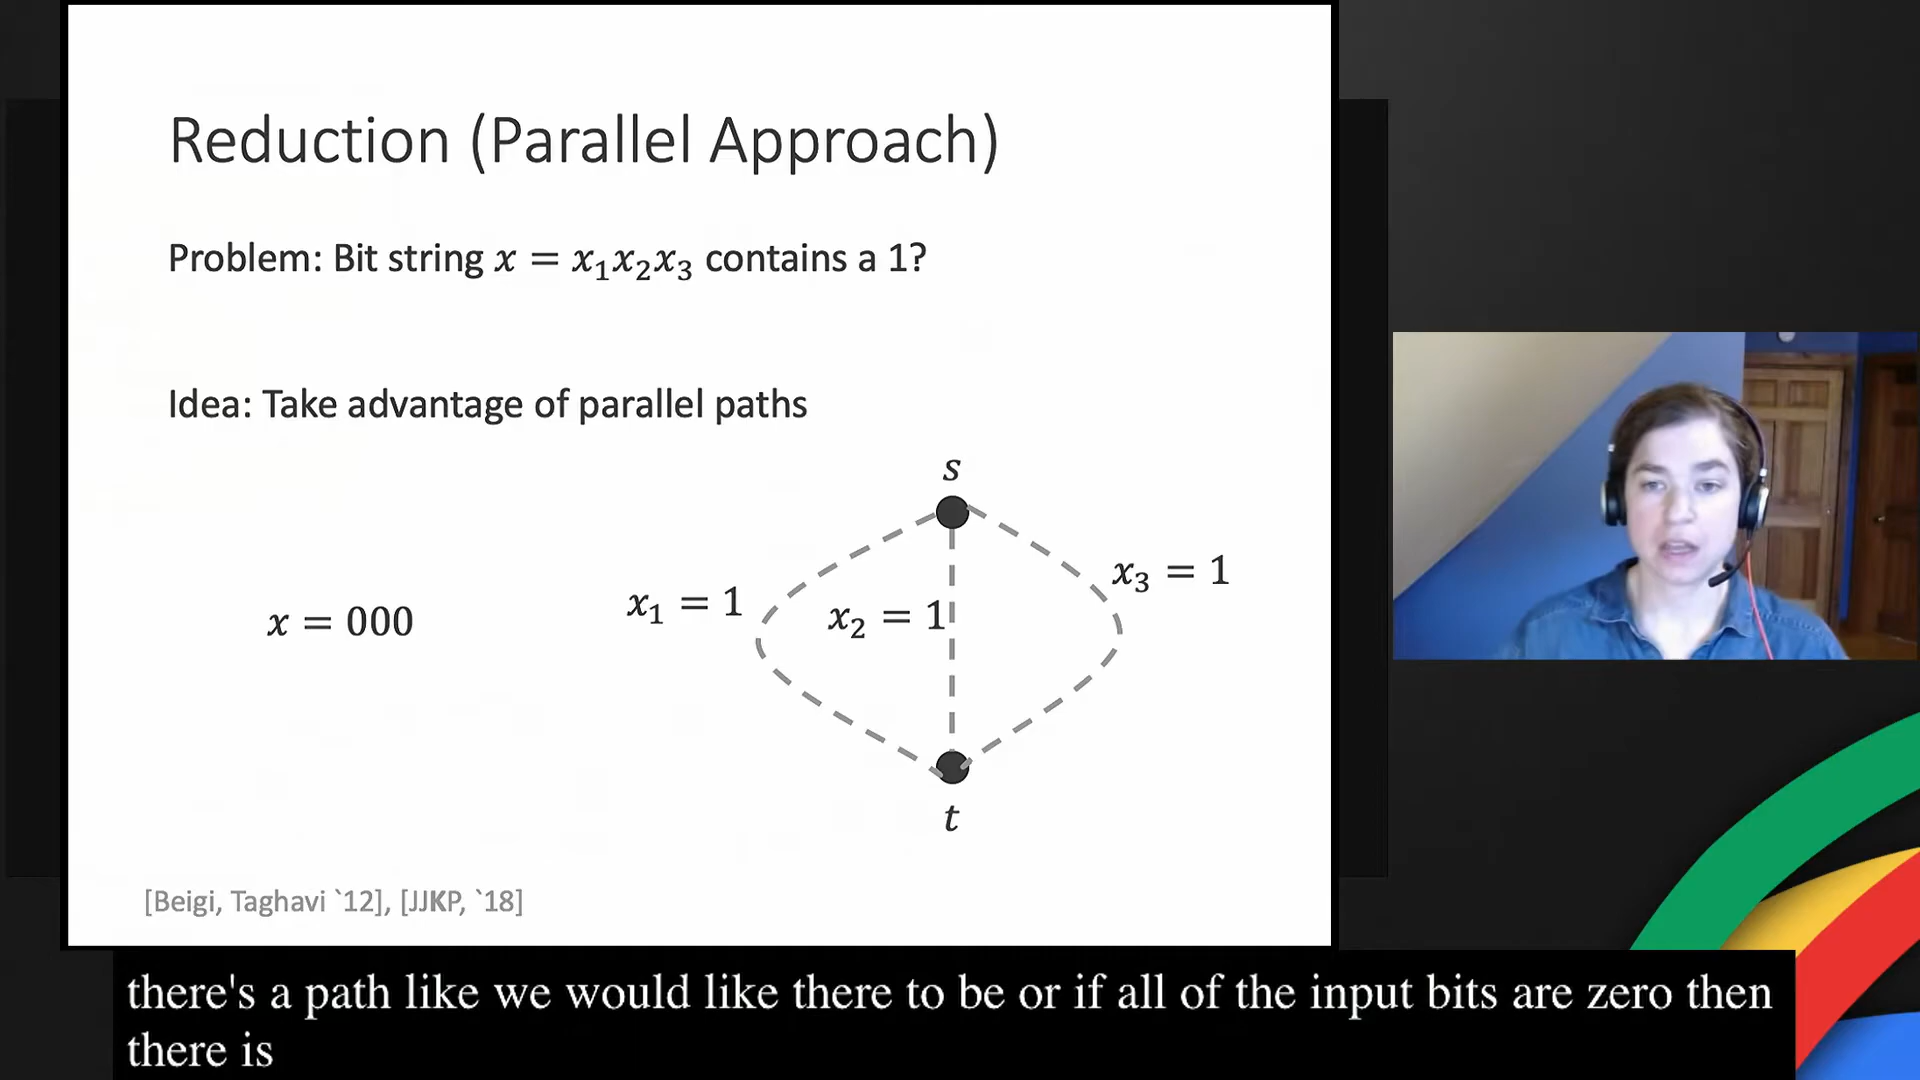 Reduction (Parallel Approach)
Problem: Bit string x = x₁x₂x₃ contains a 1?
Idea: Take advantage of parallel paths
s
x₃ = 1
x₁ = 1
x₂ = 1
x = 000
t
[Beigi, Taghavi `12], [JJKP, `18]
there's a path like we would like there to be or if all of the input bits are zero then
there is